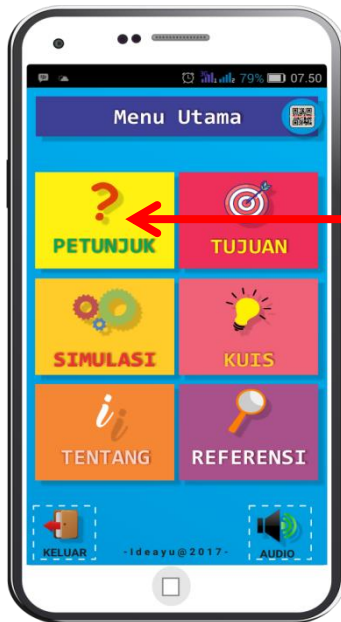 79% 07.50
Menu Utama
PETUNJUK TUJUAN
SIMULASI KUIS
TENTANG REFERENSI
KELUAR -Ideayu@2017- AUDIO